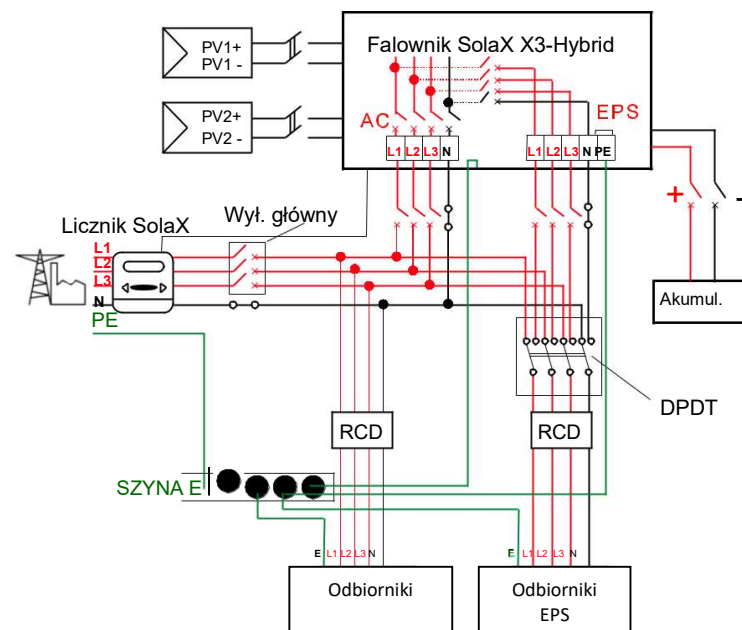 PV1+
PV1 -
PV2+
PV2 -
Falownik SolaX X3-Hybrid
AC
EPS
L1 L2 L3 N
L1 L2 L3 N PE
Licznik SolaX
Wył. główny
L1
L2
L3
N
PE
+
-
Akumul.
DPDT
RCD
RCD
SZYNA E
E L1 L2 L3 N
E L1 L2 L3 N
Odbiorniki
Odbiorniki
EPS